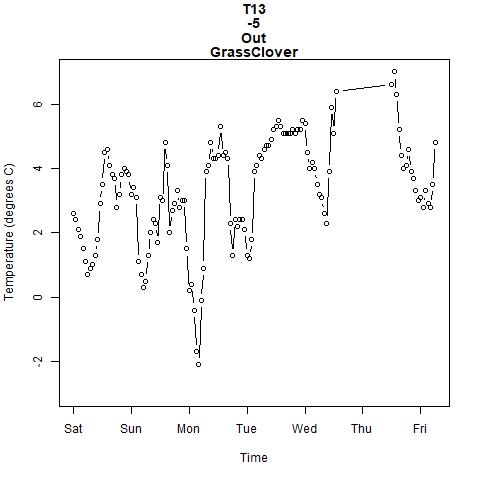 T13
-5
Out
GrassClover
Temperature (degrees C)
6
4
2
0
-2
Sat Sun Mon Tue Wed Thu Fri
Time